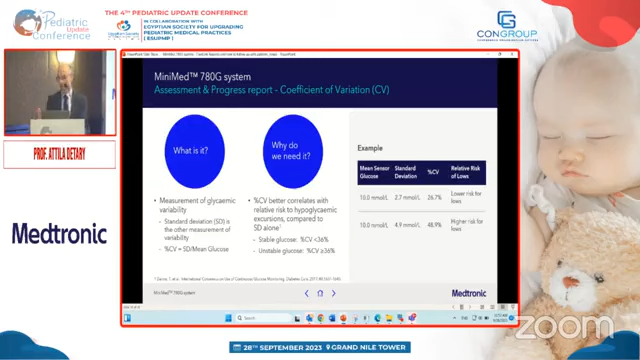 Pediatric
Update
Conference
THE 4TH PEDIATRIC UPDATE CONFERENCE
IN COLLABORATION WITH
EGYPTIAN SOCIETY FOR UPGRADING
PEDIATRIC MEDICAL PRACTICES
( ESUPMP )
CONGROUP
PROF. ATTILA DETARY
Medtronic
MiniMed™ 780G system
Assessment & Progress report - Coefficient of Variation (CV)
What is it?
• Measurement of glycaemic
variability
– Standard deviation (SD) is
the other measurement of
variability
– %CV = SD/Mean Glucose
Why do
we need it?
• %CV better correlates with
relative risk to hypoglycaemic
excursions, compared to
SD alone¹
– Stable glucose: %CV <36%
– Unstable glucose: %CV ≥36%
Example
Mean Sensor Glucose | Standard Deviation | %CV | Relative Risk of Lows
10.0 mmol/L | 2.7 mmol/L | 26.7% | Lower risk for lows
10.0 mmol/L | 4.9 mmol/L | 48.9% | Higher risk for lows
MiniMed™ 780G system
Medtronic
Search
zoom
28TH SEPTEMBER 2023 GRAND NILE TOWER